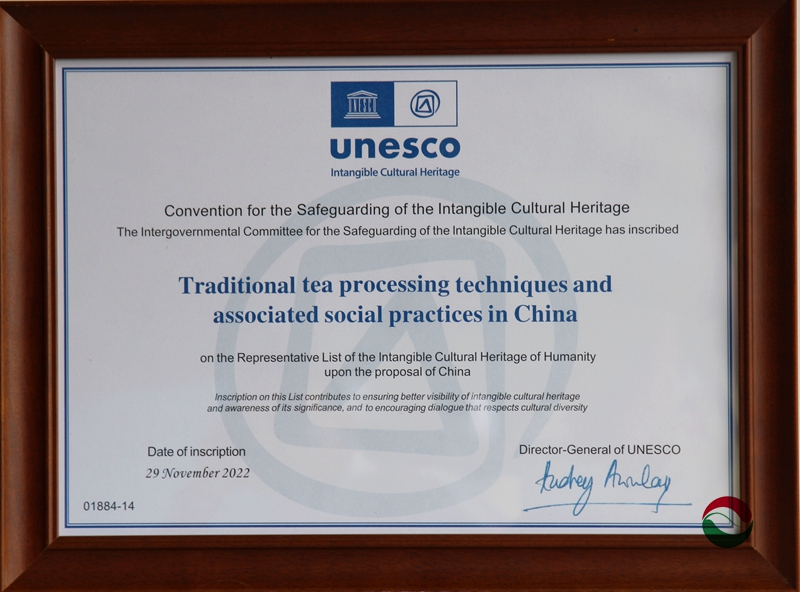 unesco
Intangible Cultural Heritage
Convention for the Safeguarding of the Intangible Cultural Heritage
The Intergovernmental Committee for the Safeguarding of the Intangible Cultural Heritage has inscribed
Traditional tea processing techniques and
associated social practices in China
on the Representative List of the Intangible Cultural Heritage of Humanity
upon the proposal of China
Inscription on this List contributes to ensuring better visibility of intangible cultural heritage
and awareness of its significance, and to encouraging dialogue that respects cultural diversity
Date of inscription
29 November 2022
Director-General of UNESCO
Audrey Azoulay
01884-14